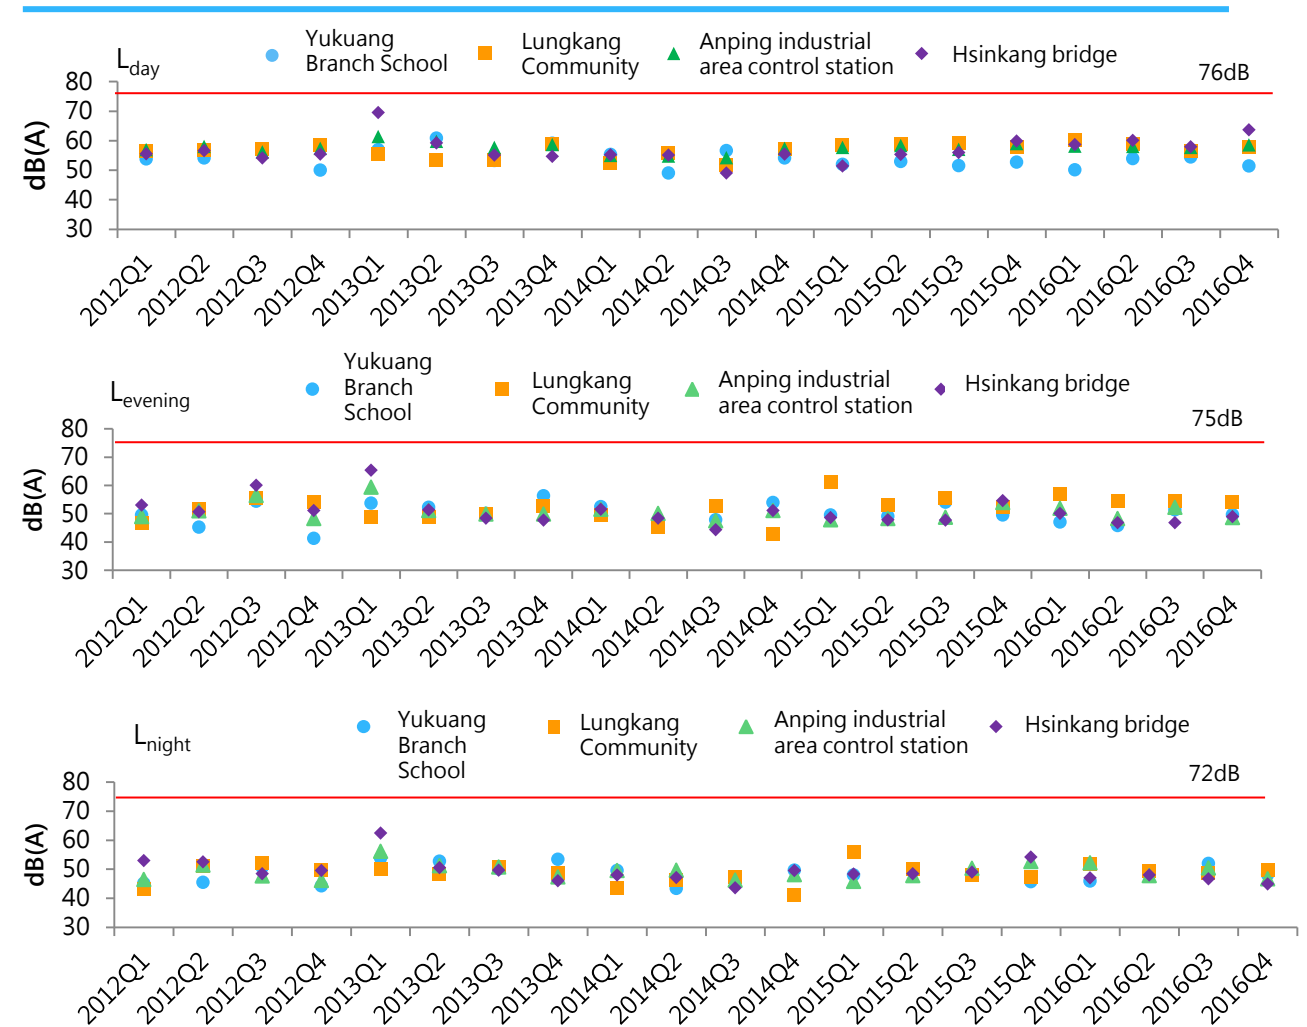 L_day
Yukuang
Branch School
Lungkang
Community
Anping industrial
area control station
Hsinkang bridge
76dB
dB(A)
80
70
60
50
40
30
2012Q1
2012Q2
2012Q3
2012Q4
2013Q1
2013Q2
2013Q3
2013Q4
2014Q1
2014Q2
2014Q3
2014Q4
2015Q1
2015Q2
2015Q3
2015Q4
2016Q1
2016Q2
2016Q3
2016Q4
L_evening
Yukuang
Branch
School
Lungkang
Community
Anping industrial
area control station
Hsinkang bridge
75dB
dB(A)
80
70
60
50
40
30
2012Q1
2012Q2
2012Q3
2012Q4
2013Q1
2013Q2
2013Q3
2013Q4
2014Q1
2014Q2
2014Q3
2014Q4
2015Q1
2015Q2
2015Q3
2015Q4
2016Q1
2016Q2
2016Q3
2016Q4
L_night
Yukuang
Branch
School
Lungkang
Community
Anping industrial
area control station
Hsinkang bridge
72dB
dB(A)
80
70
60
50
40
30
2012Q1
2012Q2
2012Q3
2012Q4
2013Q1
2013Q2
2013Q3
2013Q4
2014Q1
2014Q2
2014Q3
2014Q4
2015Q1
2015Q2
2015Q3
2015Q4
2016Q1
2016Q2
2016Q3
2016Q4